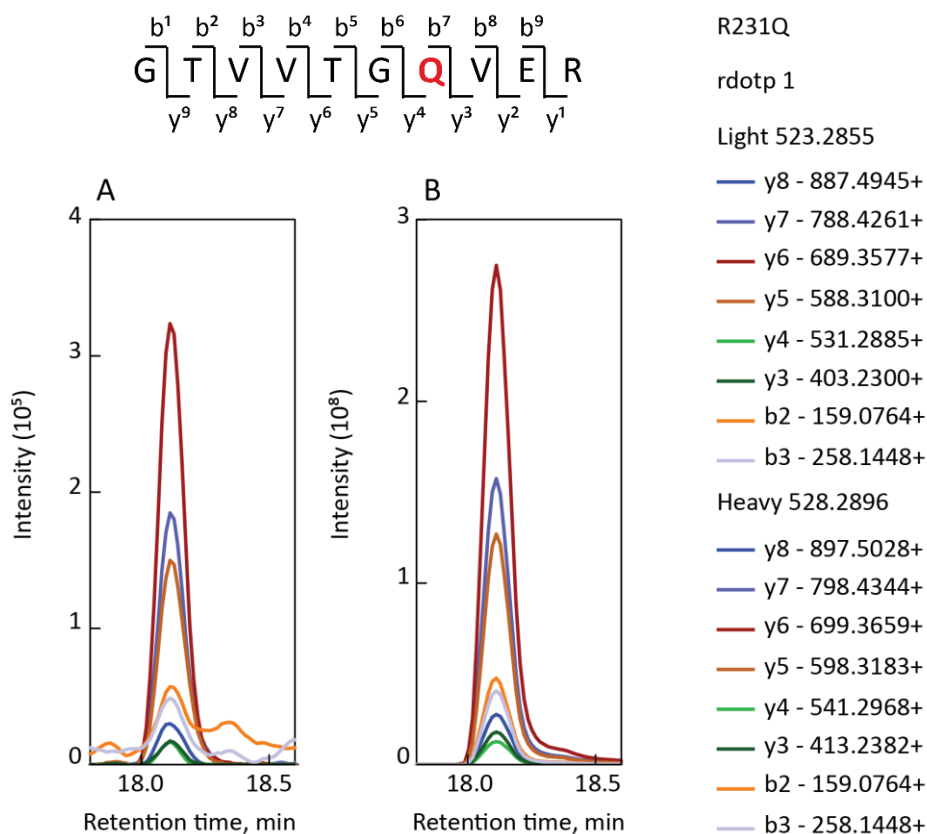 b¹ b² b³ b⁴ b⁵ b⁶ b⁷ b⁸ b⁹
G T V V T G Q V E R
y⁹ y⁸ y⁷ y⁶ y⁵ y⁴ y³ y² y¹
A
4
3
2
1
0
Intensity (10⁵)
18.0 18.5
Retention time, min
B
3
2
1
0
Intensity (10⁸)
18.0 18.5
Retention time, min
R231Q
rdotp 1
Light 523.2855
y8 - 887.4945+
y7 - 788.4261+
y6 - 689.3577+
y5 - 588.3100+
y4 - 531.2885+
y3 - 403.2300+
b2 - 159.0764+
b3 - 258.1448+
Heavy 528.2896
y8 - 897.5028+
y7 - 798.4344+
y6 - 699.3659+
y5 - 598.3183+
y4 - 541.2968+
y3 - 413.2382+
b2 - 159.0764+
b3 - 258.1448+